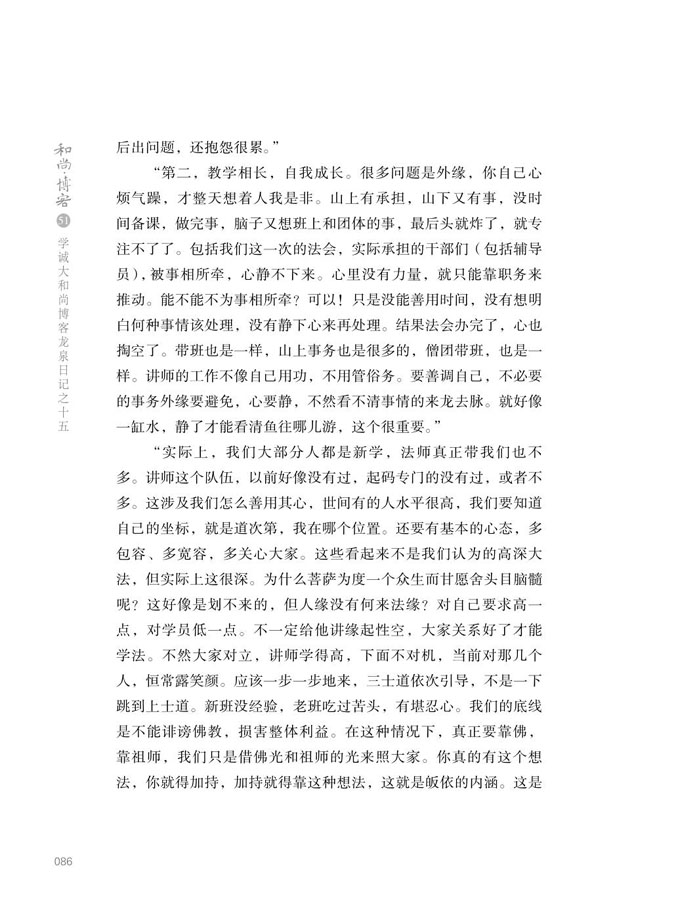 和尚·博客
51
学诚大和尚博客龙泉日记之十五
后出问题，还抱怨很累。”
“第二，教学相长，自我成长。很多问题是外缘，你自己心
烦气躁，才整天想着人我是非。山上有承担，山下又有事，没时
间备课，做完事，脑子又想班上和团体的事，最后头就炸了，就专
注不了了。包括我们这一次的法会，实际承担的干部们（包括辅导
员），被事相所牵，心静不下来。心里没有力量，就只能靠职务来
推动。能不能不为事相所牵？可以！只是没能善用时间，没有想明
白何种事情该处理，没有静下心来再处理。结果法会办完了，心也
掏空了。带班也是一样，山上事务也是很多的，僧团带班，也是一
样。讲师的工作不像自己用功，不用管俗务。要善调自己，不必要
的事务外缘要避免，心要静，不然看不清事情的来龙去脉。就好像
一缸水，静了才能看清鱼往哪儿游，这个很重要。”
“实际上，我们大部分人都是新学，法师真正带我们也不
多。讲师这个队伍，以前好像没有过，起码专门的没有过，或者不
多。这涉及我们怎么善用其心，世间有的人水平很高，我们要知道
自己的坐标，就是道次第，我在哪个位置。还要有基本的心态，多
包容、多宽容，多关心大家。这些看起来不是我们认为的高深大
法，但实际上这很深。为什么菩萨为度一个众生而甘愿舍头目脑髓
呢？这好像是划不来的，但人缘没有何来法缘？对自己要求高一
点，对学员低一点。不一定给他讲缘起性空，大家关系好了才能
学法。不然大家对立，讲师学得高，下面不对机，当前对那几个
人，恒常露笑颜。应该一步一步地来，三士道依次引导，不是一下
跳到上士道。新班没经验，老班吃过苦头，有堪忍心。我们的底线
是不能诽谤佛教，损害整体利益。在这种情况下，真正要靠佛，
靠祖师，我们只是借佛光和祖师的光来照大家。你真的有这个想
法，你就得加持，加持就得靠这种想法，这就是皈依的内涵。这是
086